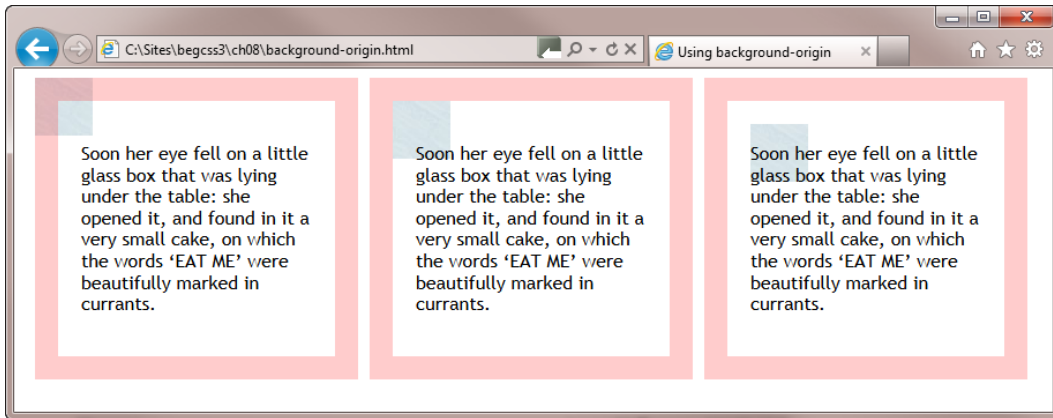 C:\Sites\begcss3\ch08\background-origin.html
Using background-origin
Soon her eye fell on a little
glass box that was lying
under the table: she
opened it, and found in it a
very small cake, on which
the words ‘EAT ME’ were
beautifully marked in
currants.
Soon her eye fell on a little
glass box that was lying
under the table: she
opened it, and found in it a
very small cake, on which
the words ‘EAT ME’ were
beautifully marked in
currants.
Soon her eye fell on a little
glass box that was lying
under the table: she
opened it, and found in it a
very small cake, on which
the words ‘EAT ME’ were
beautifully marked in
currants.